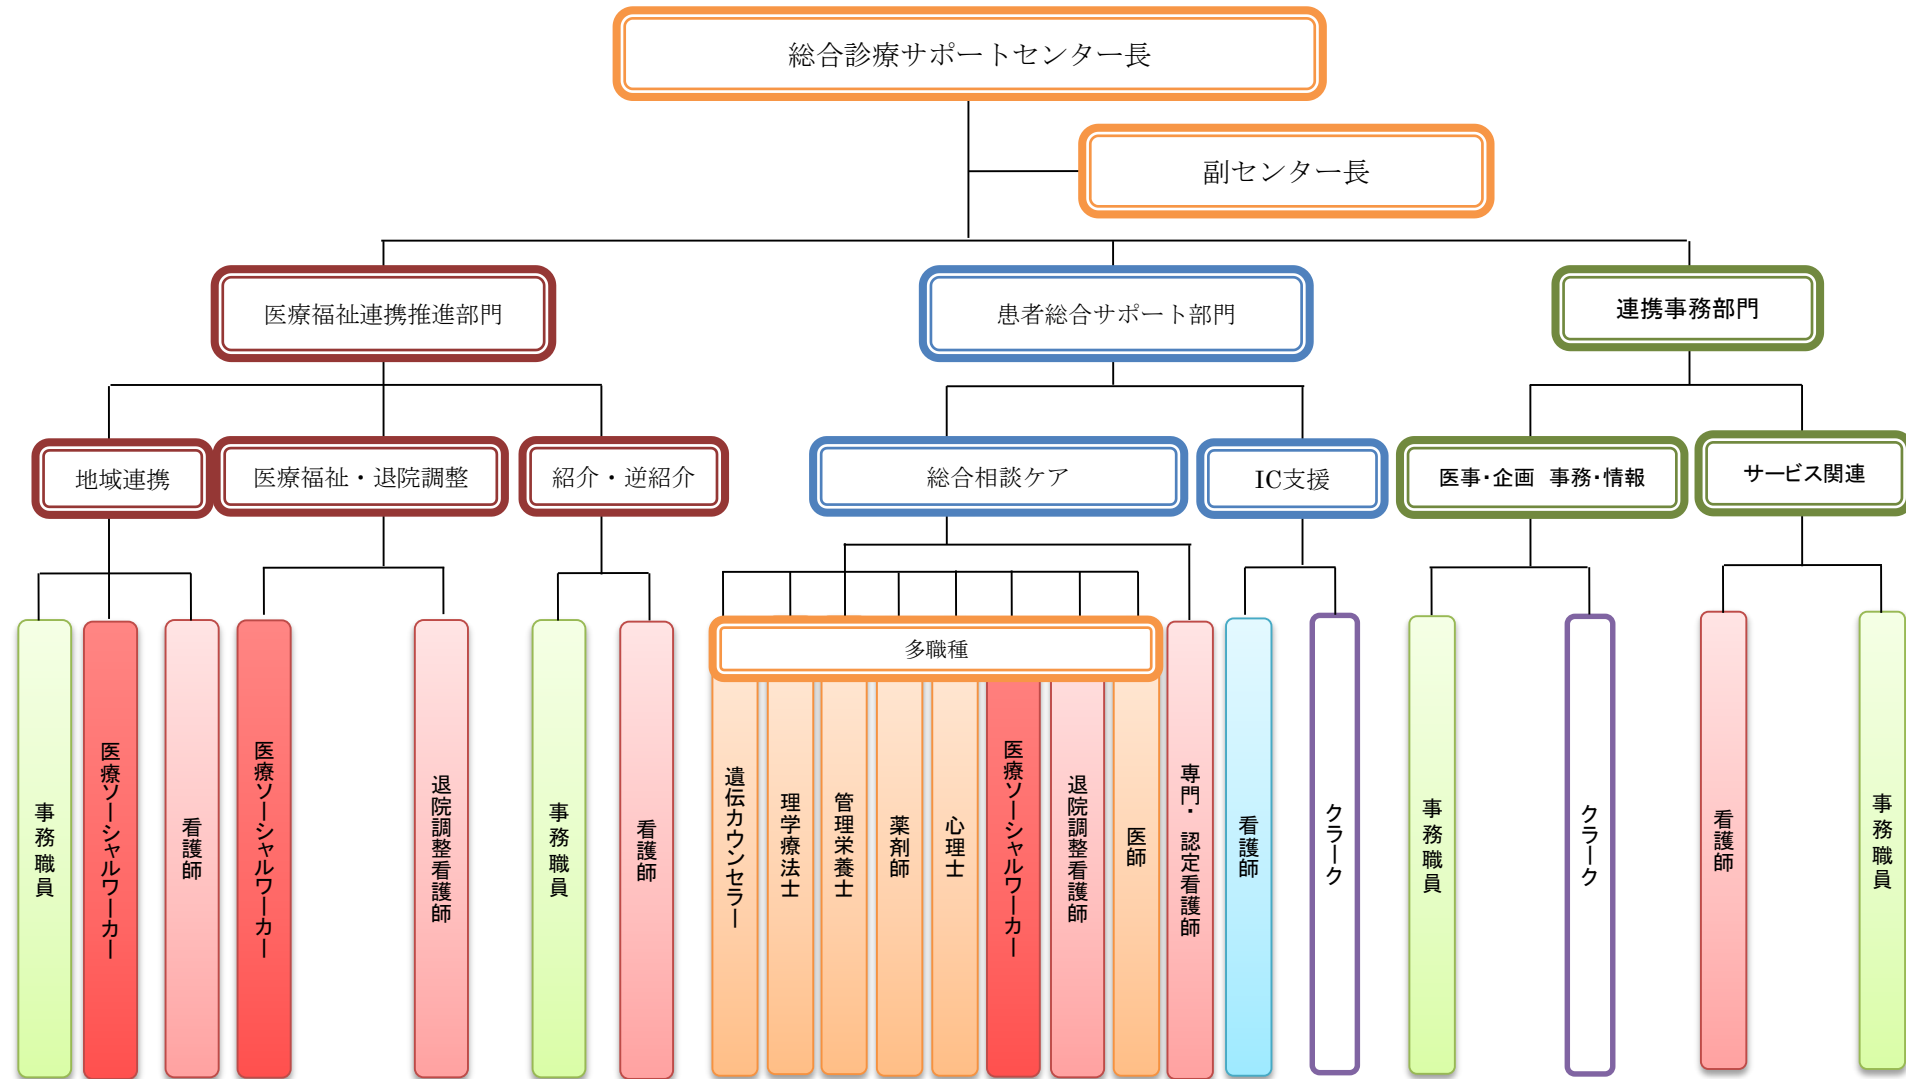 総合診療サポートセンター長
副センター長
医療福祉連携推進部門
患者総合サポート部門
連携事務部門
地域連携
医療福祉・退院調整
紹介・逆紹介
総合相談ケア
IC支援
医事・企画　事務・情報
サービス関連
多職種
事務職員
医療ソーシャルワーカー
看護師
医療ソーシャルワーカー
退院調整看護師
事務職員
看護師
遺伝カウンセラー
理学療法士
管理栄養士
薬剤師
心理士
医療ソーシャルワーカー
退院調整看護師
医師
専門・ 認定看護師
看護師
クラーク
事務職員
クラーク
看護師
事務職員